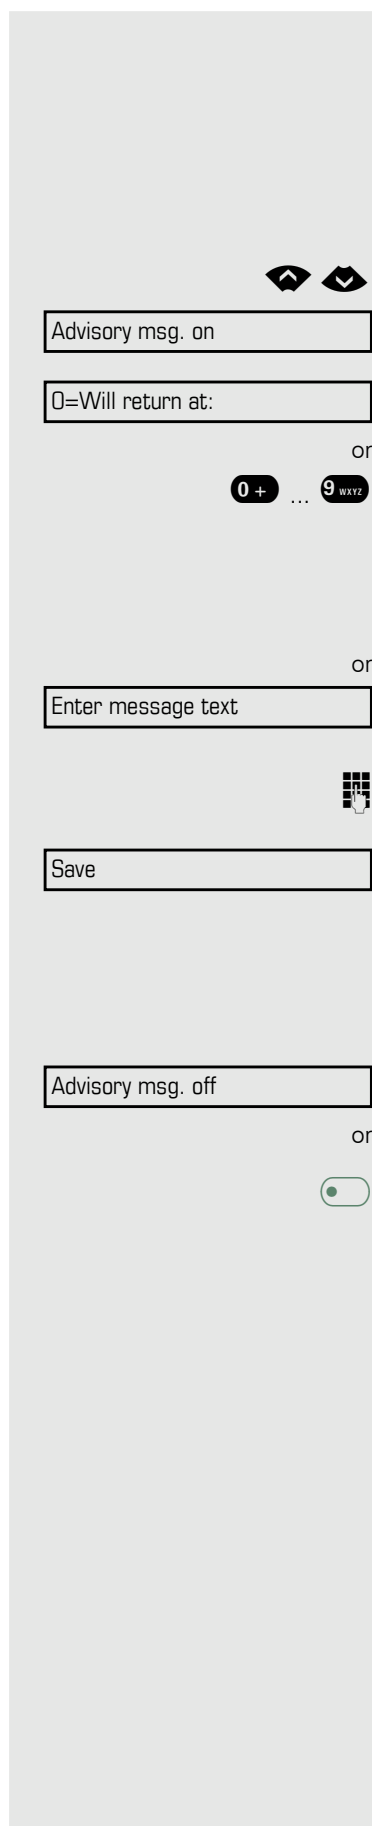 Advisory msg. on
0=Will return at:
or
0 + ... 9 WXYZ
or
Enter message text
Save
Advisory msg. off
or